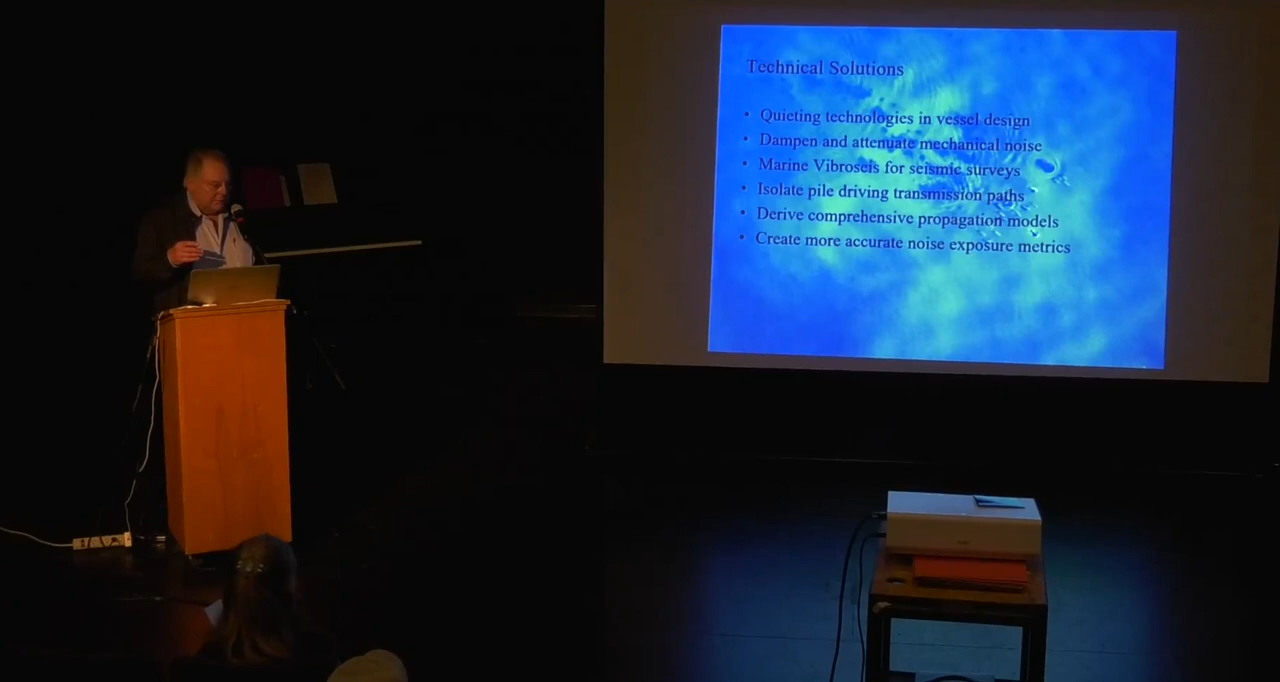 Technical Solutions
• Quieting technologies in vessel design
• Dampen and attenuate mechanical noise
• Marine Vibroseis for seismic surveys
• Isolate pile driving transmission paths
• Derive comprehensive propagation models
• Create more accurate noise exposure metrics